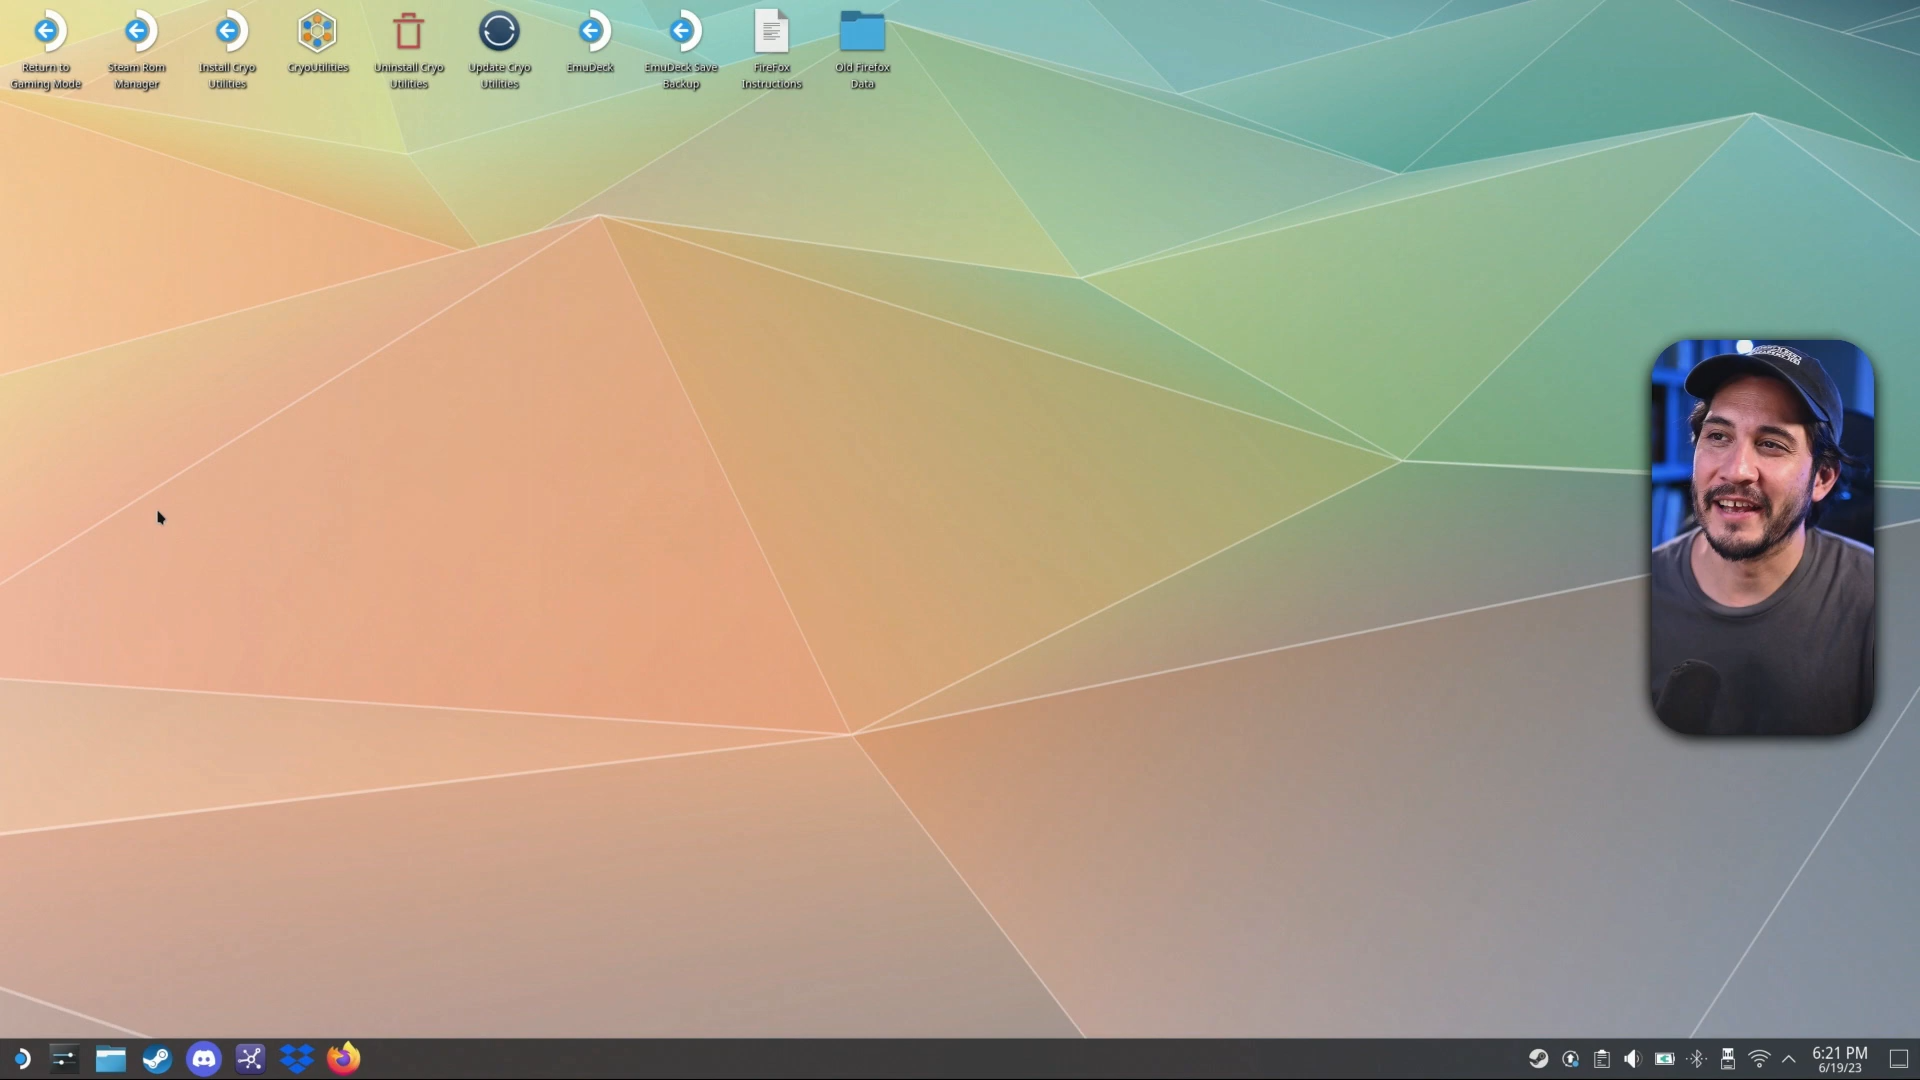 Return to
Gaming Mode
Steam Rom
Manager
Install Cryo
Utilities
CryoUtilities
Uninstall Cryo
Utilities
Update Cryo
Utilities
EmuDeck
EmuDeck Save
Backup
FireFox
Instructions
Old Firefox
Data
6:21 PM
6/19/23